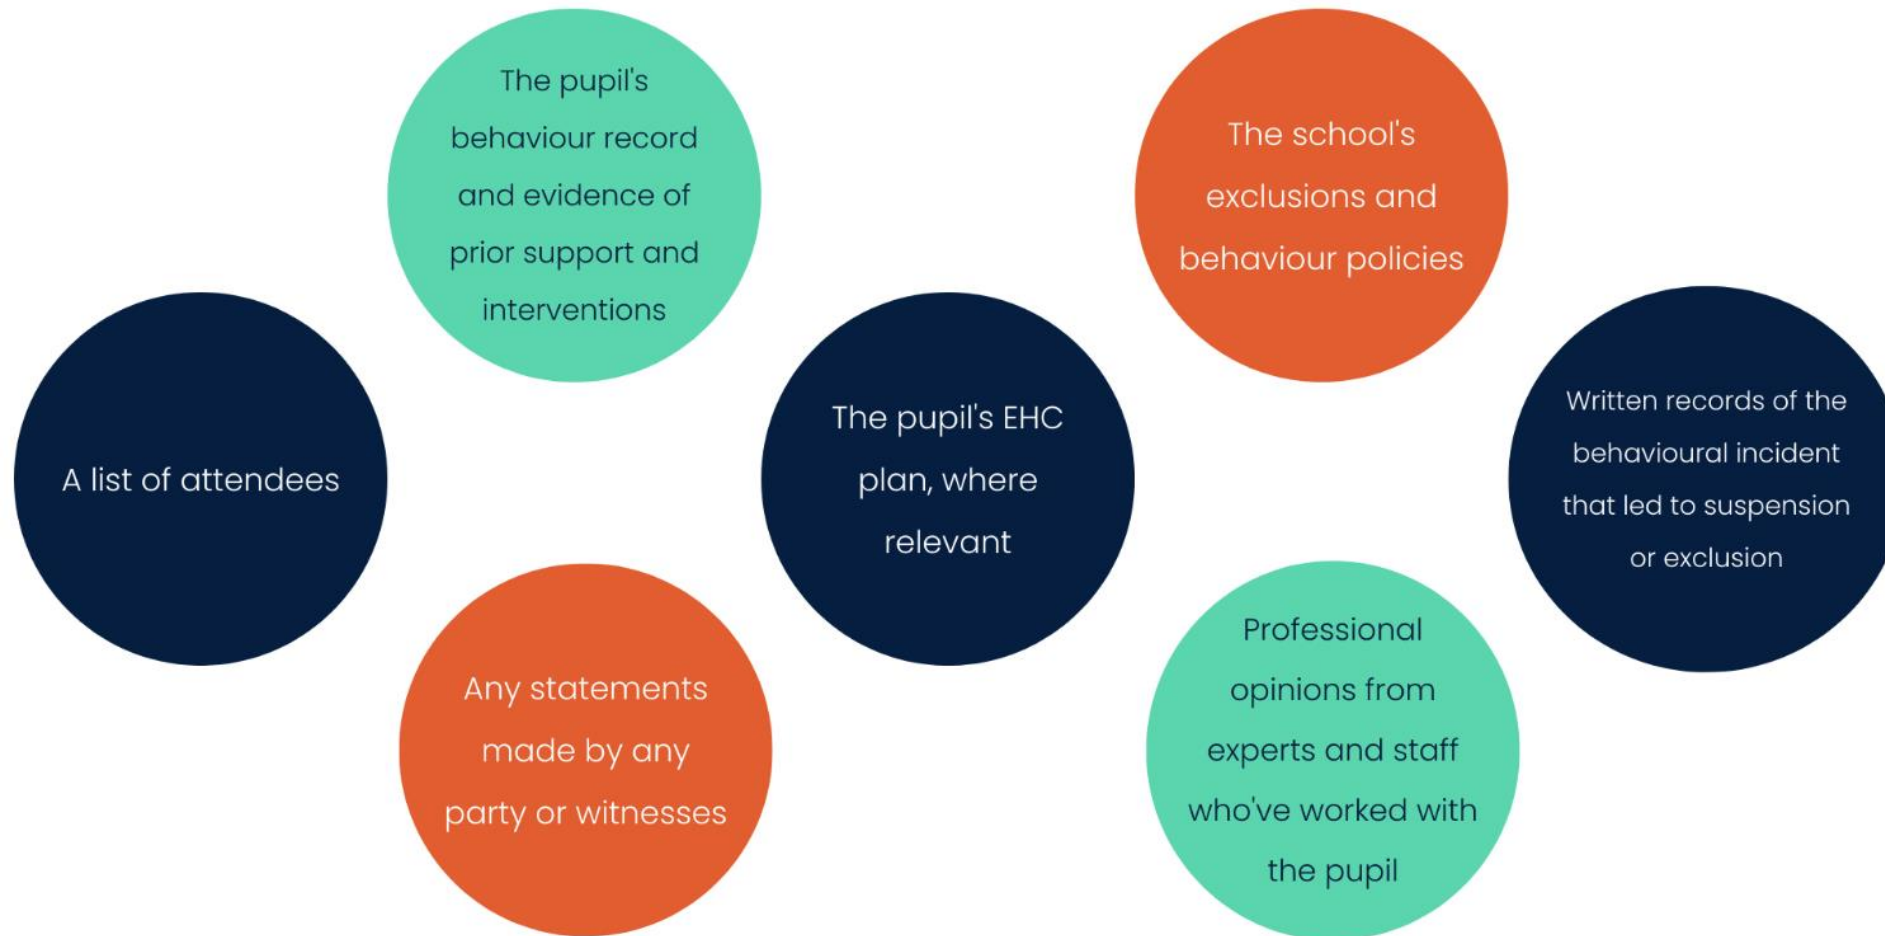 A list of attendees
The pupil's
behaviour record
and evidence of
prior support and
interventions
Any statements
made by any
party or witnesses
The pupil's EHC
plan, where
relevant
The school's
exclusions and
behaviour policies
Professional
opinions from
experts and staff
who've worked with
the pupil
Written records of the
behavioural incident
that led to suspension
or exclusion